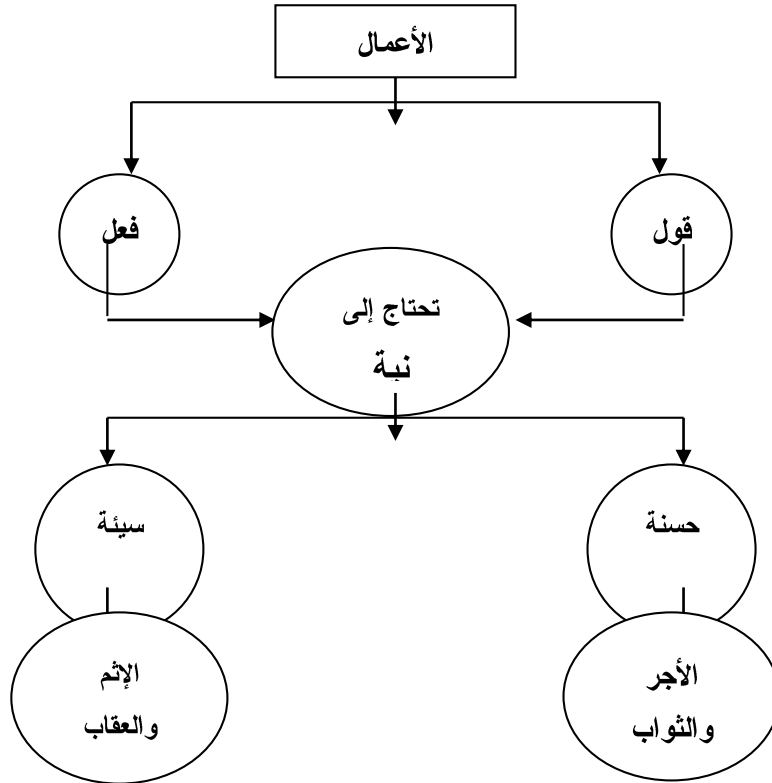 الأعمال
قول
فعل
تحتاج إلى
نية
حسنة
سيئة
الأجر
والثواب
الإثم
والعقاب